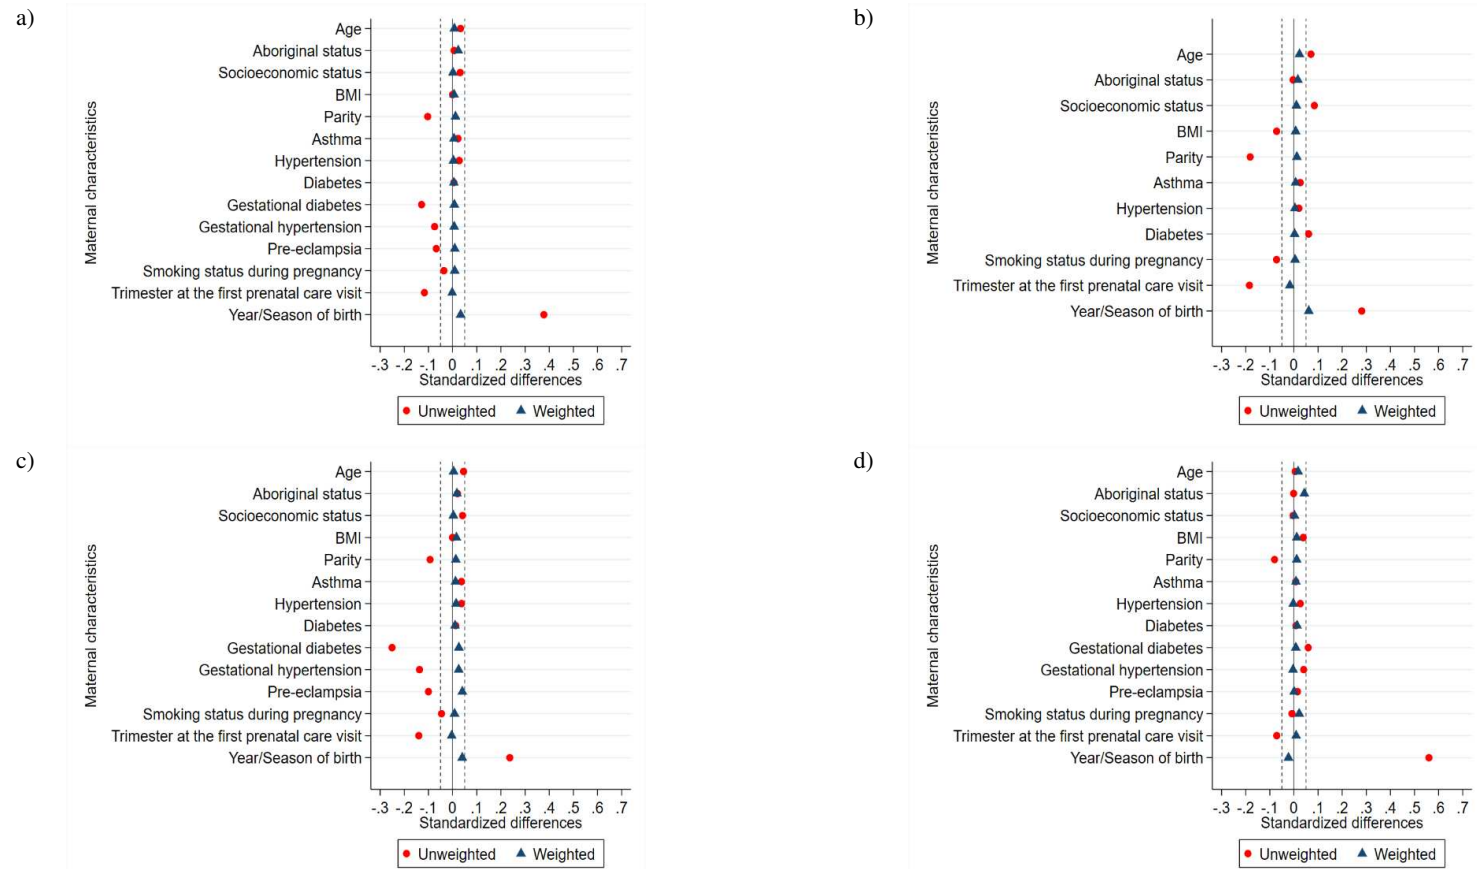 a)
Maternal characteristics
Age
Aboriginal status
Socioeconomic status
BMI
Parity
Asthma
Hypertension
Diabetes
Gestational diabetes
Gestational hypertension
Pre-eclampsia
Smoking status during pregnancy
Trimester at the first prenatal care visit
Year/Season of birth
-.3 -.2 -.1 0 .1 .2 .3 .4 .5 .6 .7
Standardized differences
Unweighted Weighted
b)
Maternal characteristics
Age
Aboriginal status
Socioeconomic status
BMI
Parity
Asthma
Hypertension
Diabetes
Smoking status during pregnancy
Trimester at the first prenatal care visit
Year/Season of birth
-.3 -.2 -.1 0 .1 .2 .3 .4 .5 .6 .7
Standardized differences
Unweighted Weighted
c)
Maternal characteristics
Age
Aboriginal status
Socioeconomic status
BMI
Parity
Asthma
Hypertension
Diabetes
Gestational diabetes
Gestational hypertension
Pre-eclampsia
Smoking status during pregnancy
Trimester at the first prenatal care visit
Year/Season of birth
-.3 -.2 -.1 0 .1 .2 .3 .4 .5 .6 .7
Standardized differences
Unweighted Weighted
d)
Maternal characteristics
Age
Aboriginal status
Socioeconomic status
BMI
Parity
Asthma
Hypertension
Diabetes
Gestational diabetes
Gestational hypertension
Pre-eclampsia
Smoking status during pregnancy
Trimester at the first prenatal care visit
Year/Season of birth
-.3 -.2 -.1 0 .1 .2 .3 .4 .5 .6 .7
Standardized differences
Unweighted Weighted